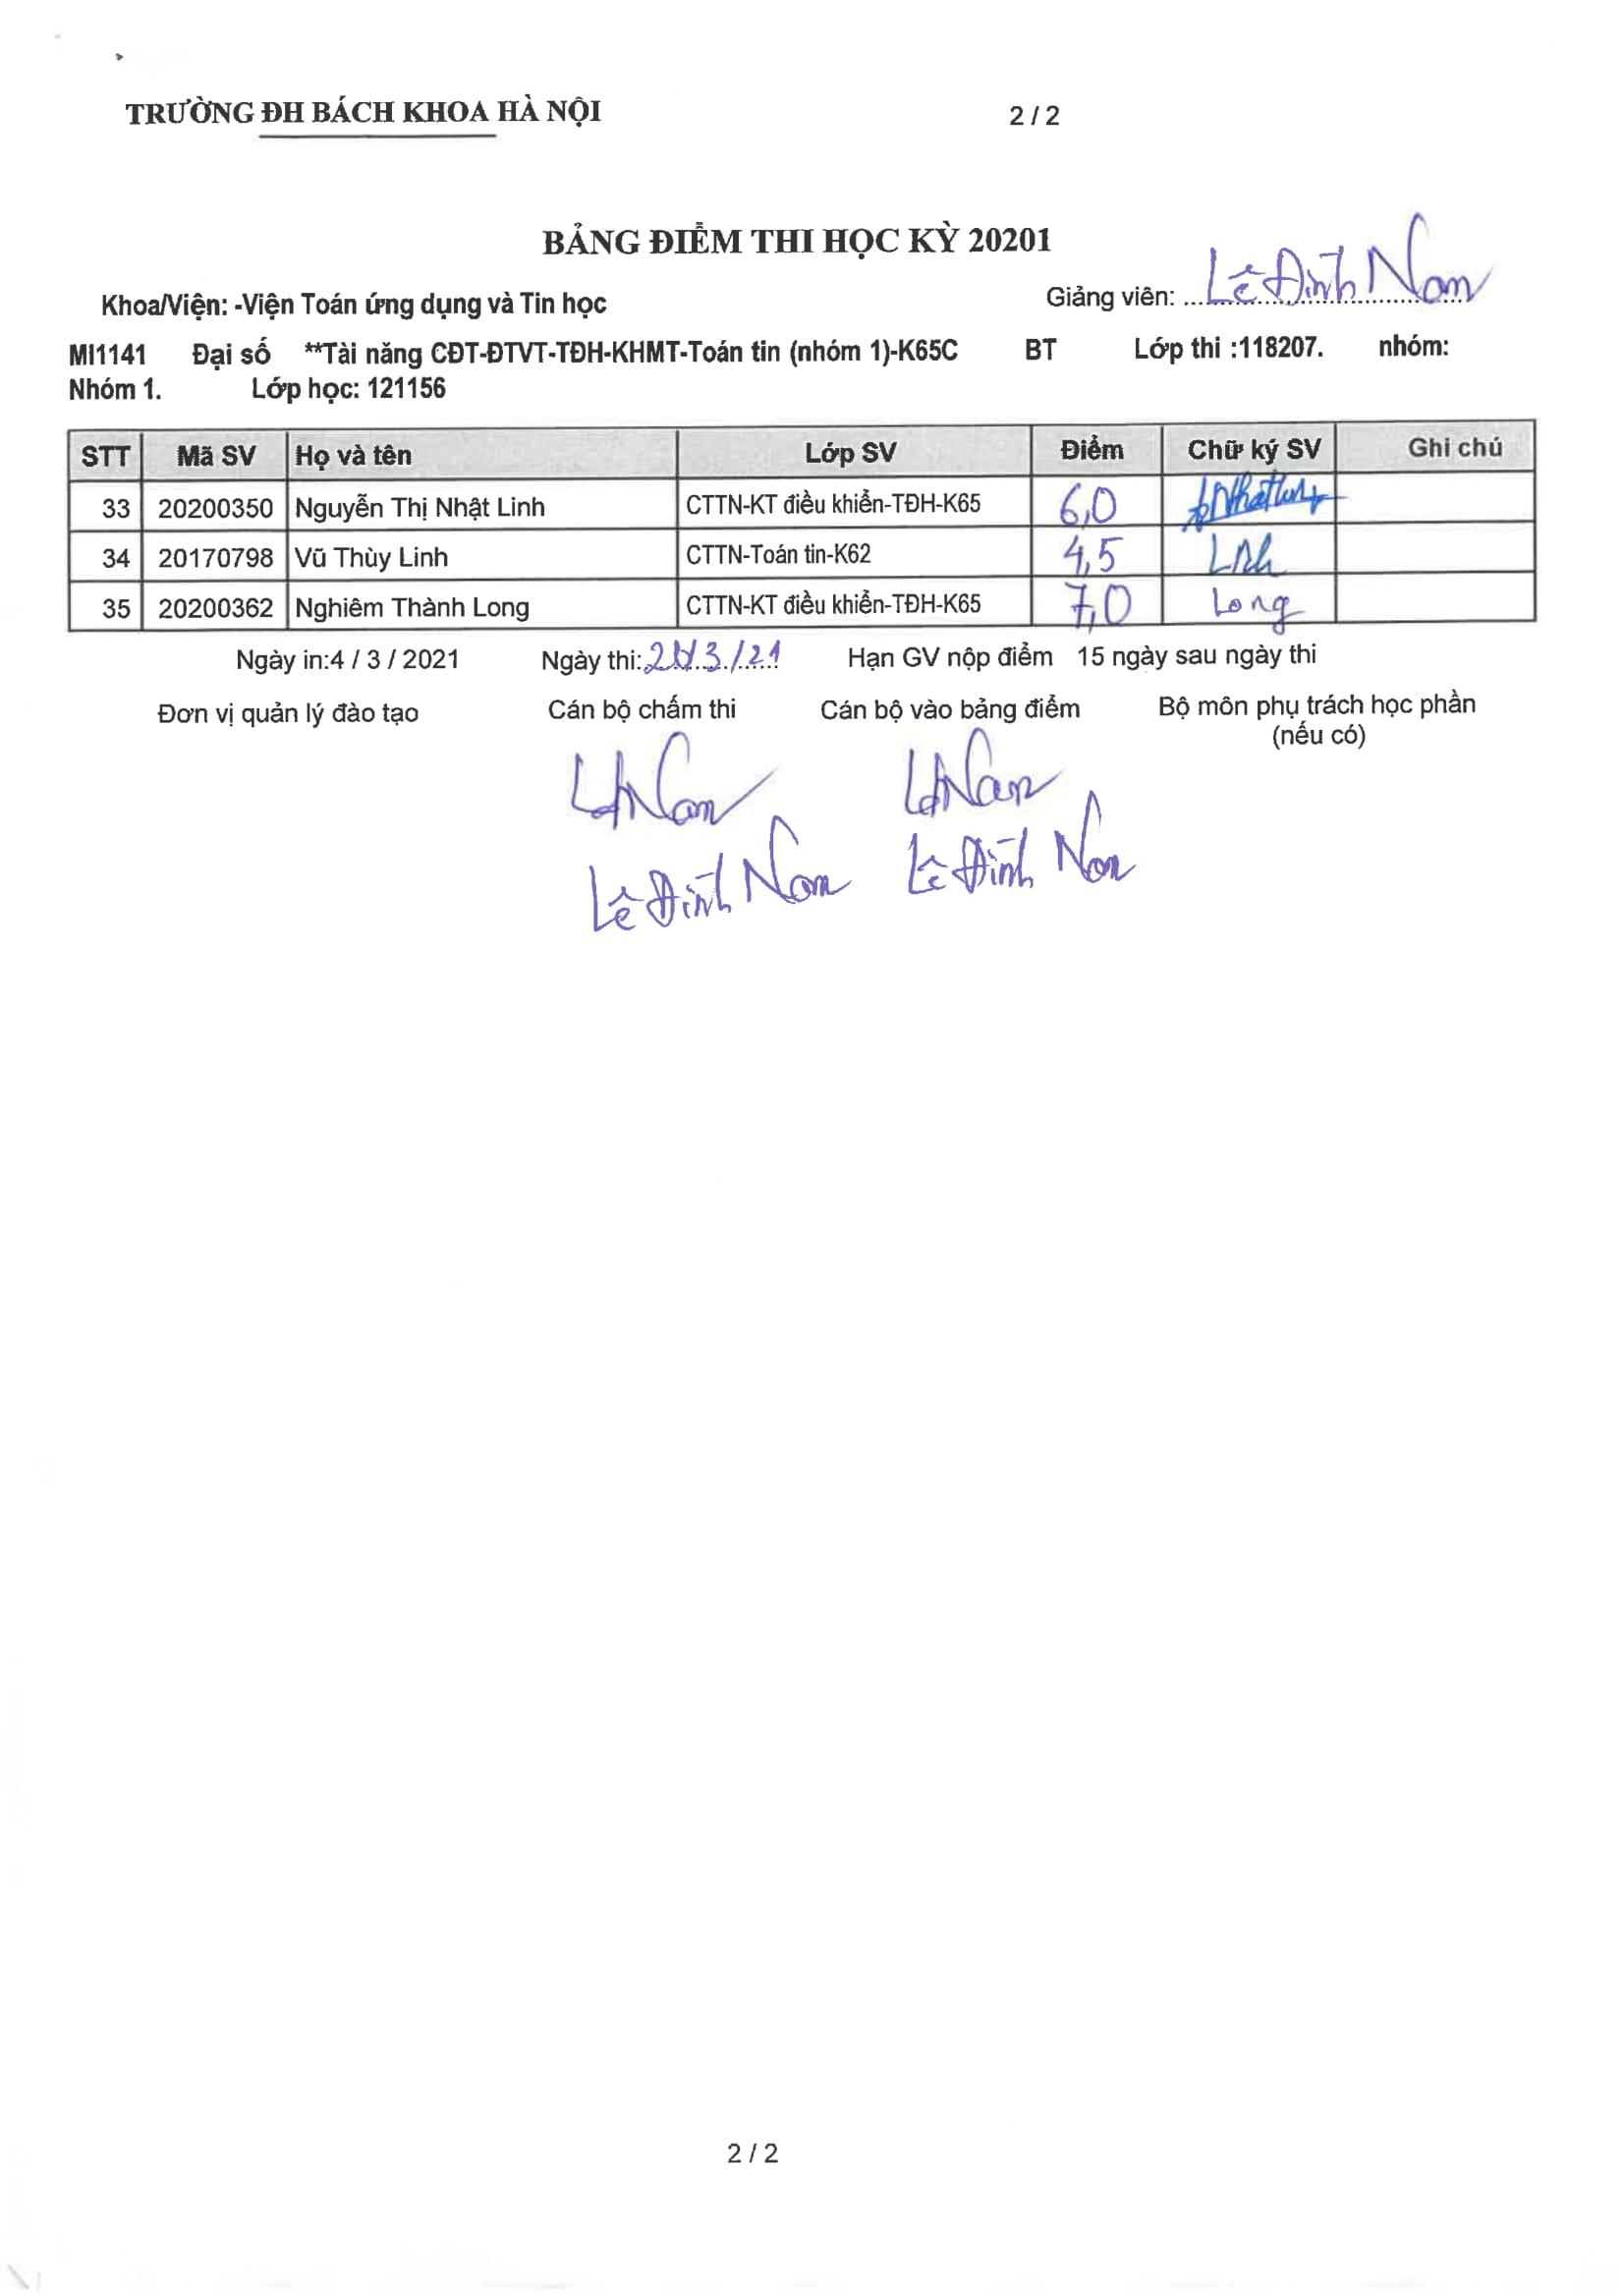 TRƯỜNG ĐH BÁCH KHOA HÀ NỘI 2 / 2
BẢNG ĐIỂM THI HỌC KỲ 20201
Khoa/Viện: -Viện Toán ứng dụng và Tin học Giảng viên: Lê Đình Nam
MI1141 Đại số **Tài năng CĐT-ĐTVT-TĐH-KHMT-Toán tin (nhóm 1)-K65C BT Lớp thi :118207. nhóm:
Nhóm 1. Lớp học: 121156
STT Mã SV Họ và tên Lớp SV Điểm Chữ ký SV Ghi chú
33 20200350 Nguyễn Thị Nhật Linh CTTN-KT điều khiển-TĐH-K65 6,0
34 20170798 Vũ Thùy Linh CTTN-Toán tin-K62 4,5 Linh
35 20200362 Nghiêm Thành Long CTTN-KT điều khiển-TĐH-K65 7,0 Long
Ngày in:4 / 3 / 2021 Ngày thi: /3/21 Hạn GV nộp điểm 15 ngày sau ngày thi
Đơn vị quản lý đào tạo Cán bộ chấm thi Cán bộ vào bảng điểm Bộ môn phụ trách học phần
(nếu có)
LĐNam LĐNam
Lê Đình Nam Lê Đình Nam
2 / 2